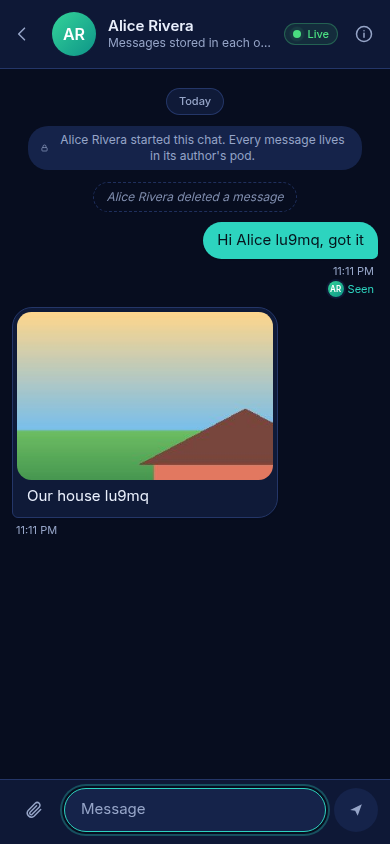 AR
Alice Rivera
Messages stored in each o...
Live
Today
Alice Rivera started this chat. Every message lives
in its author's pod.
Alice Rivera deleted a message
Hi Alice lu9mq, got it
11:11 PM
AR Seen
Our house lu9mq
11:11 PM
Message